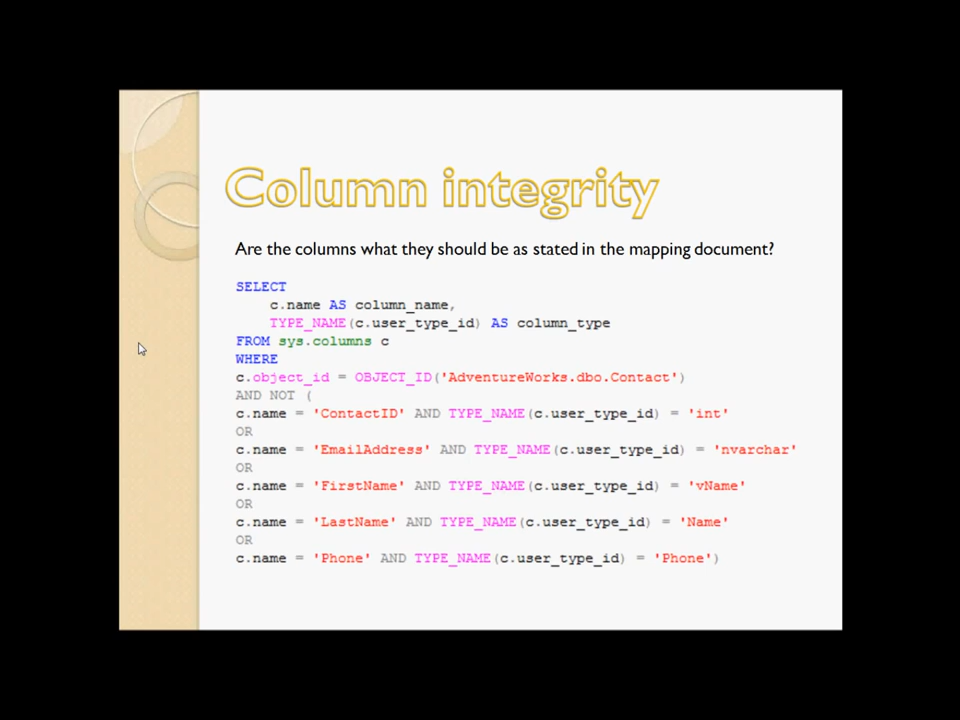 Column integrity
Are the columns what they should be as stated in the mapping document?
SELECT
c.name AS column_name,
TYPE_NAME(c.user_type_id) AS column_type
FROM sys.columns c
WHERE
c.object_id = OBJECT_ID('AdventureWorks.dbo.Contact')
AND NOT (
c.name = 'ContactID' AND TYPE_NAME(c.user_type_id) = 'int'
OR
c.name = 'EmailAddress' AND TYPE_NAME(c.user_type_id) = 'nvarchar'
OR
c.name = 'FirstName' AND TYPE_NAME(c.user_type_id) = 'vName'
OR
c.name = 'LastName' AND TYPE_NAME(c.user_type_id) = 'Name'
OR
c.name = 'Phone' AND TYPE_NAME(c.user_type_id) = 'Phone')